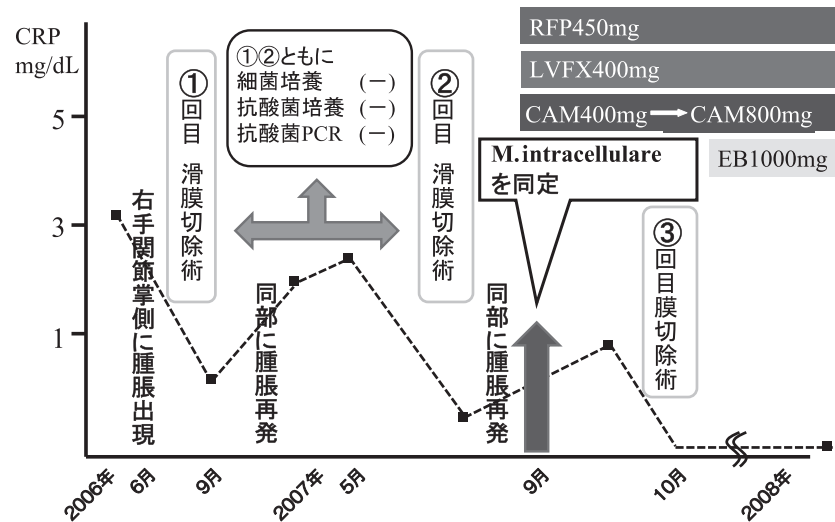 CRP
mg/dL
5
3
1
右手関節掌側に腫脹出現
①回目 滑膜切除術
①②ともに
細菌培養 (－)
抗酸菌培養 (－)
抗酸菌PCR (－)
同部に腫脹再発
②回目 滑膜切除術
同部に腫脹再発
M.intracellulare
を同定
③回目膜切除術
RFP450mg
LVFX400mg
CAM400mg → CAM800mg
EB1000mg
2006年
6月
9月
2007年
5月
9月
10月
2008年